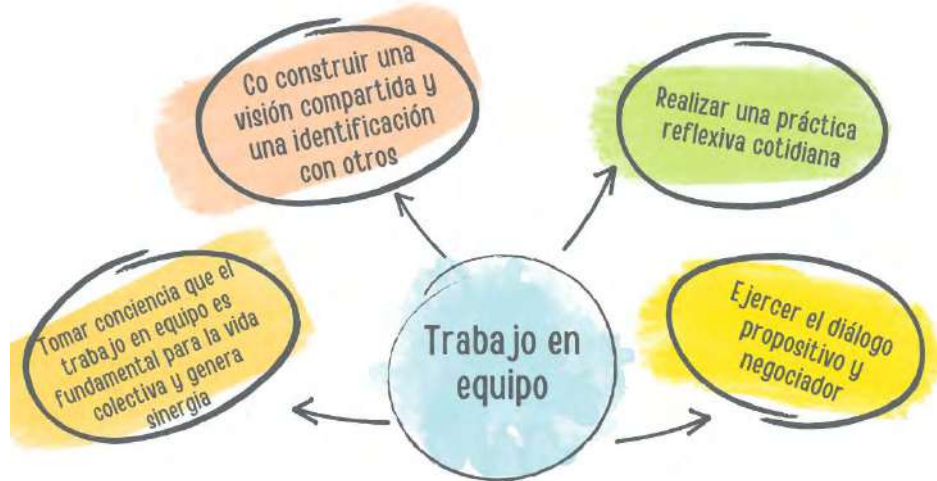 Co construir una
visión compartida y
una identificación
con otros
Realizar una práctica
reflexiva cotidiana
Tomar conciencia que el
trabajo en equipo es
fundamental para la vida
colectiva y genera
sinergia
Trabajo en
equipo
Ejercer el diálogo
propositivo y
negociador